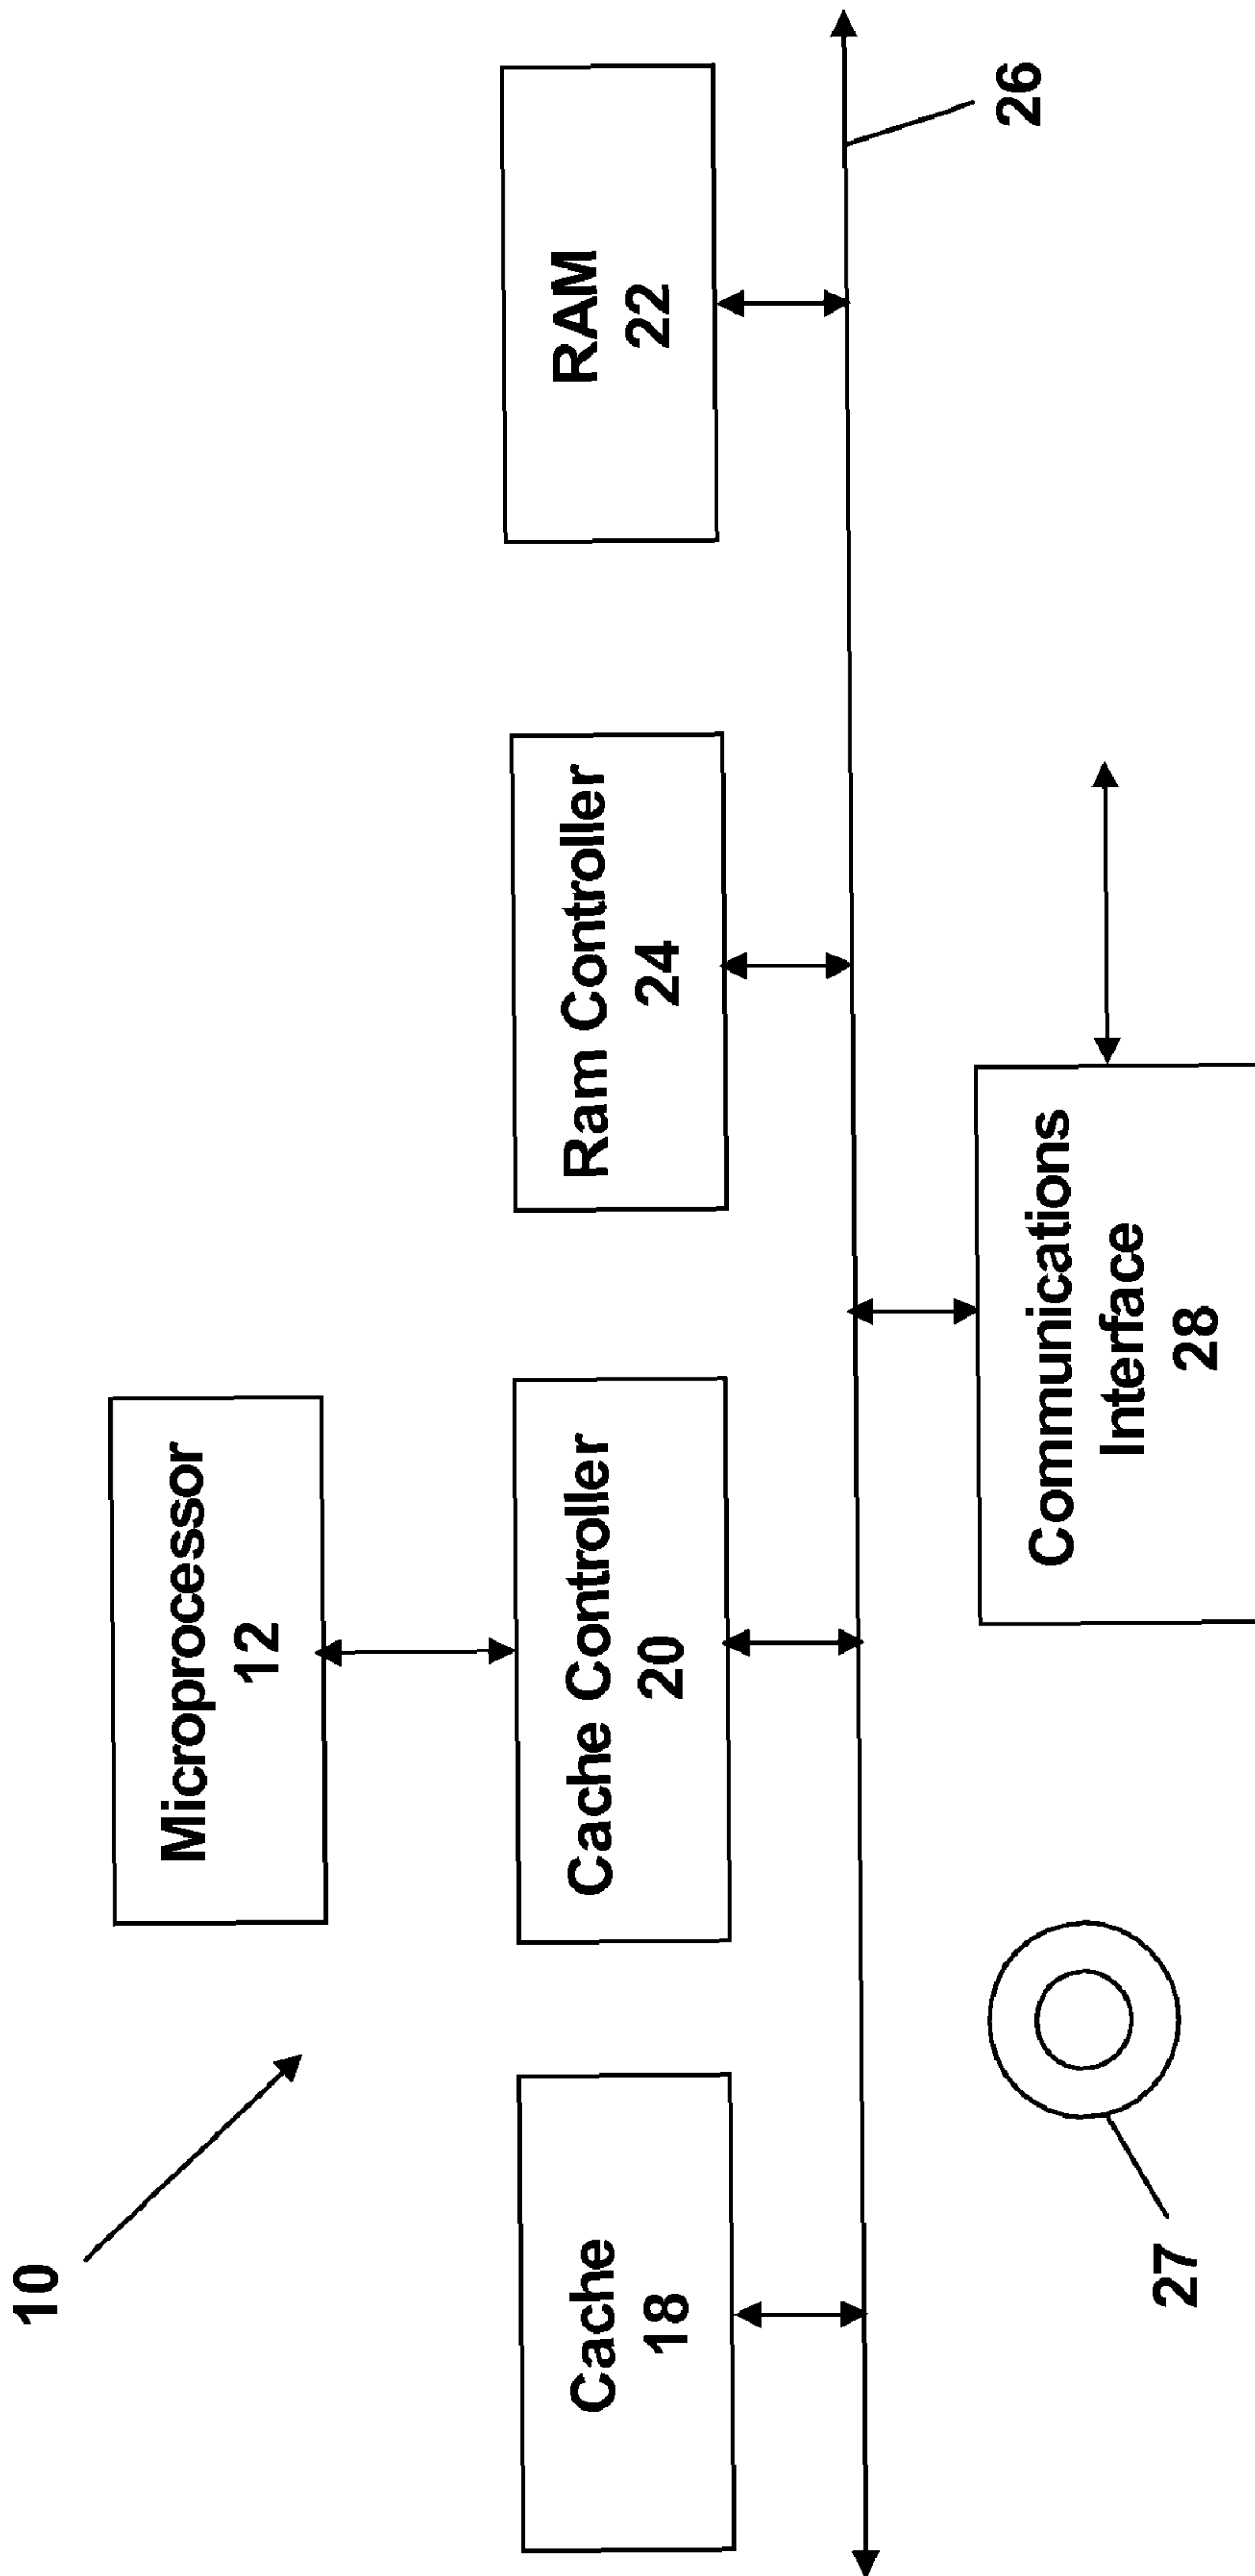 10
Microprocessor
12
Cache
18
Cache Controller
20
Ram Controller
24
RAM
22
26
27
Communications
Interface
28